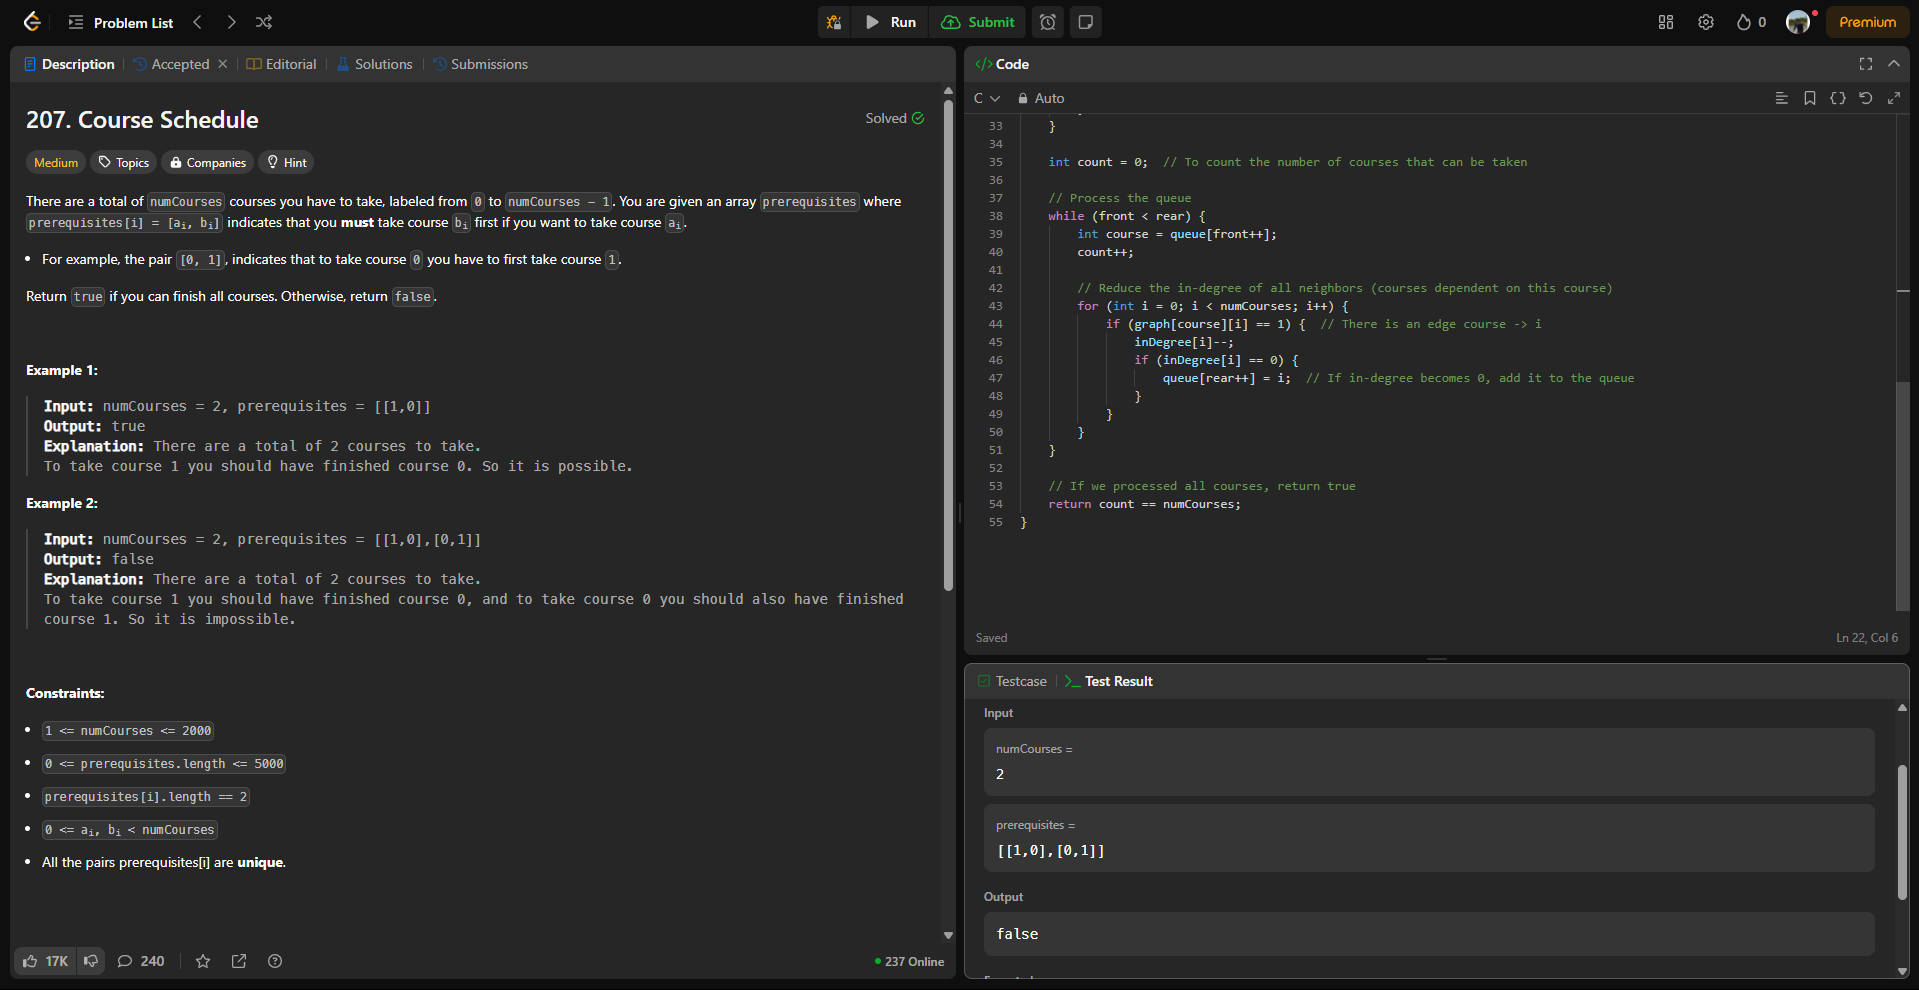 Problem List
Run
Submit
0
Premium
Description
Accepted
Editorial
Solutions
Submissions
207. Course Schedule
Solved
Medium
Topics
Companies
Hint
There are a total of numCourses courses you have to take, labeled from 0 to numCourses - 1. You are given an array prerequisites where
prerequisites[i] = [ai, bi] indicates that you must take course bi first if you want to take course ai.
• For example, the pair [0, 1], indicates that to take course 0 you have to first take course 1.
Return true if you can finish all courses. Otherwise, return false.
Example 1:
Input: numCourses = 2, prerequisites = [[1,0]]
Output: true
Explanation: There are a total of 2 courses to take.
To take course 1 you should have finished course 0. So it is possible.
Example 2:
Input: numCourses = 2, prerequisites = [[1,0],[0,1]]
Output: false
Explanation: There are a total of 2 courses to take.
To take course 1 you should have finished course 0, and to take course 0 you should also have finished
course 1. So it is impossible.
Constraints:
• 1 <= numCourses <= 2000
• 0 <= prerequisites.length <= 5000
• prerequisites[i].length == 2
• 0 <= ai, bi < numCourses
• All the pairs prerequisites[i] are unique.
17K
240
237 Online
</> Code
C
Auto
33 }
34
35 int count = 0; // To count the number of courses that can be taken
36
37 // Process the queue
38 while (front < rear) {
39 int course = queue[front++];
40 count++;
41
42 // Reduce the in-degree of all neighbors (courses dependent on this course)
43 for (int i = 0; i < numCourses; i++) {
44 if (graph[course][i] == 1) { // There is an edge course -> i
45 inDegree[i]--;
46 if (inDegree[i] == 0) {
47 queue[rear++] = i; // If in-degree becomes 0, add it to the queue
48 }
49 }
50 }
51 }
52
53 // If we processed all courses, return true
54 return count == numCourses;
55 }
Saved
Ln 22, Col 6
Testcase
Test Result
Input
numCourses =
2
prerequisites =
[[1,0],[0,1]]
Output
false